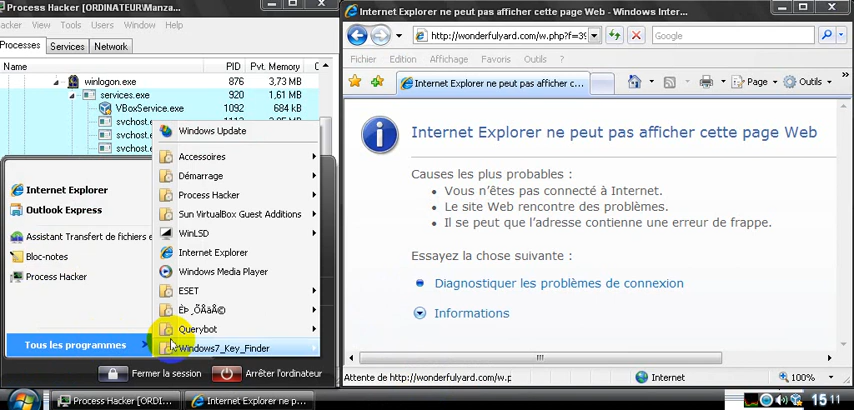 Process Hacker [ORDINATEUR\Manza...
Hacker View Tools Users Window Help
Processes Services Network
Name PID Pvt. Memory
winlogon.exe 876 3,73 MB
services.exe 920 1,61 MB
VBoxService.exe 1092 684 kB
svchost.
svchost.
svchost.
Internet Explorer
Outlook Express
Assistant Transfert de fichiers e
Bloc-notes
Process Hacker
Tous les programmes
Windows Update
Accessoires
Démarrage
Process Hacker
Sun VirtualBox Guest Additions
WinLSD
Internet Explorer
Windows Media Player
ESET
Querybot
Windows7_Key_Finder
Fermer la session Arrêter l'ordinateur
Internet Explorer ne peut pas afficher cette page Web - Windows Inter...
http://wonderfulyard.com/w.php?f=39 Google
Fichier Edition Affichage Favoris Outils ?
Internet Explorer ne peut pas afficher c... Page Outils
Internet Explorer ne peut pas afficher cette page Web
Causes les plus probables :
• Vous n'êtes pas connecté à Internet.
• Le site Web rencontre des problèmes.
• Il se peut que l'adresse contienne une erreur de frappe.
Essayez la chose suivante :
Diagnostiquer les problèmes de connexion
Informations
Attente de http://wonderfulyard.com/w.p Internet 100%
Process Hacker [ORDI... Internet Explorer ne p... 15 11